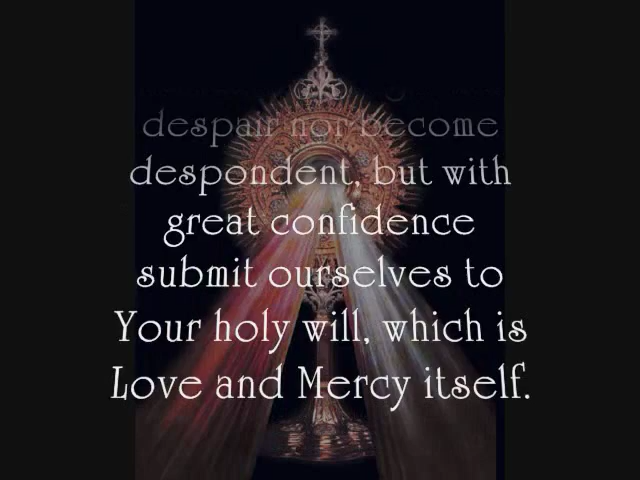 despair nor become
despondent, but with
great confidence
submit ourselves to
Your holy will, which is
Love and Mercy itself.